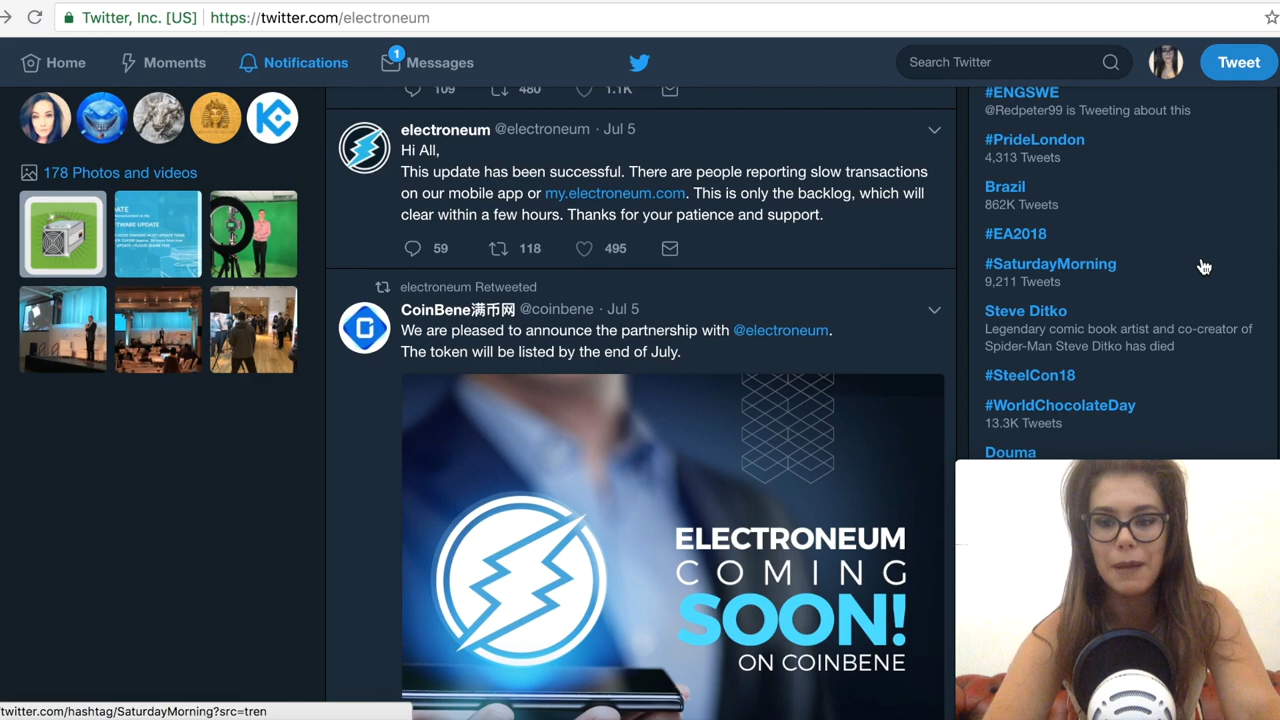 Twitter, Inc. [US] https://twitter.com/electroneum
Home
Moments
Notifications
1
Messages
Search Twitter
Tweet
178 Photos and videos
109 480 1.1K
electroneum @electroneum · Jul 5
Hi All,
This update has been successful. There are people reporting slow transactions
on our mobile app or my.electroneum.com. This is only the backlog, which will
clear within a few hours. Thanks for your patience and support.
59 118 495
electroneum Retweeted
CoinBene满币网 @coinbene · Jul 5
We are pleased to announce the partnership with @electroneum.
The token will be listed by the end of July.
ELECTRONEUM
COMING
SOON!
ON COINBENE
#ENGSWE
@Redpeter99 is Tweeting about this
#PrideLondon
4,313 Tweets
Brazil
862K Tweets
#EA2018
#SaturdayMorning
9,211 Tweets
Steve Ditko
Legendary comic book artist and co-creator of
Spider-Man Steve Ditko has died
#SteelCon18
#WorldChocolateDay
13.3K Tweets
Douma
/twitter.com/hashtag/SaturdayMorning?src=tren